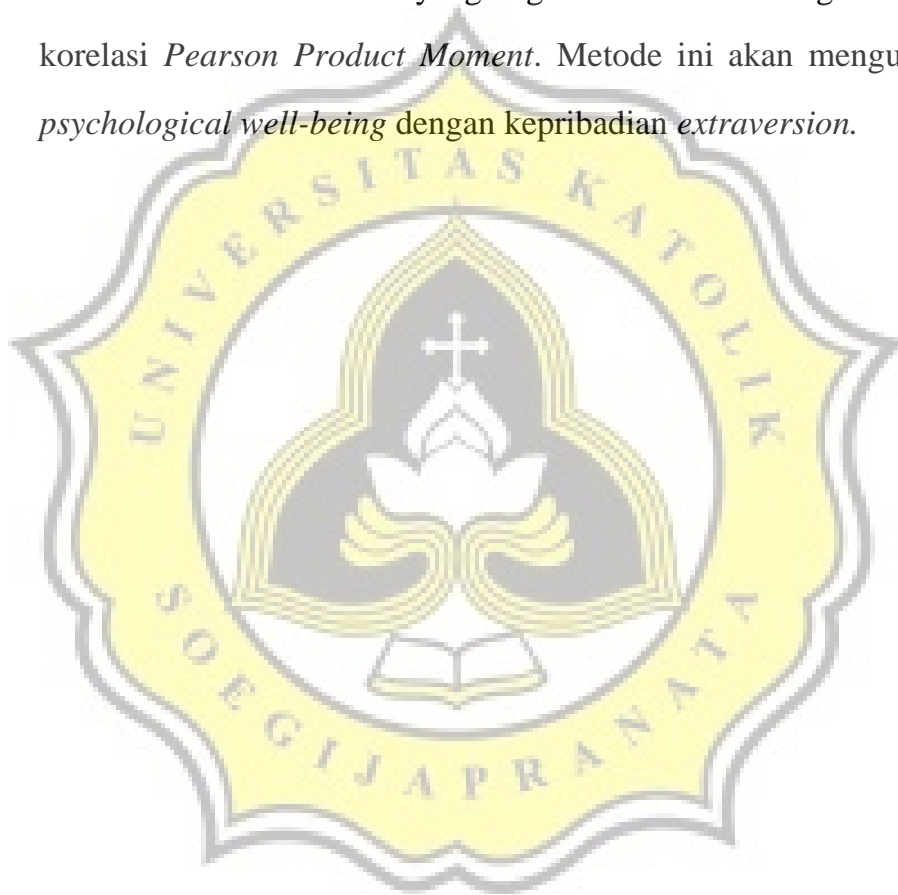 korelasi Pearson Product Moment. Metode ini akan mengu
psychological well-being dengan kepribadian extraversion.
UNIVERSITAS KATOLIK
SOEGIJAPRANATA